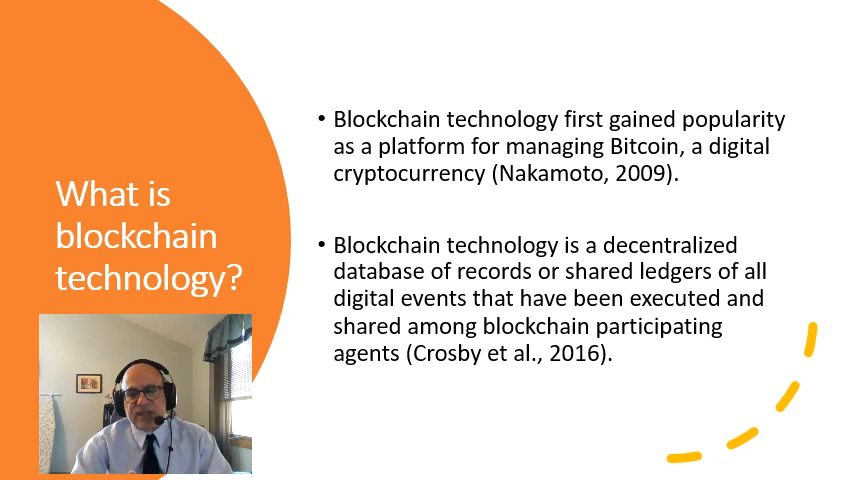 What is
blockchain
technology?
• Blockchain technology first gained popularity
as a platform for managing Bitcoin, a digital
cryptocurrency (Nakamoto, 2009).
• Blockchain technology is a decentralized
database of records or shared ledgers of all
digital events that have been executed and
shared among blockchain participating
agents (Crosby et al., 2016).